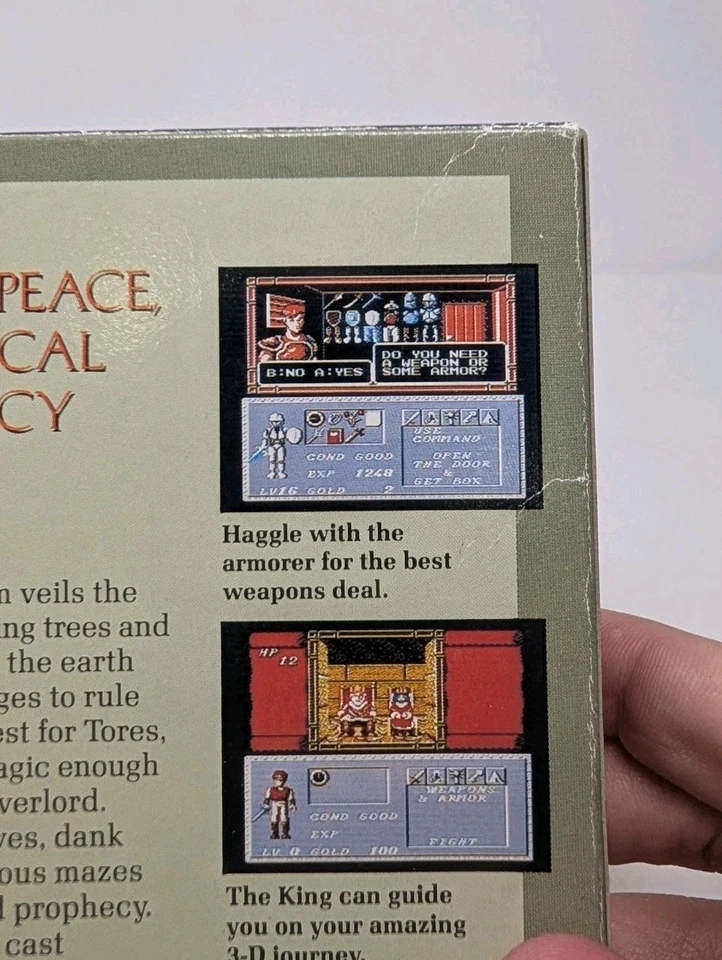 PEACE,
CAL
CY
B:NO A:YES
DO YOU NEED
A WEAPON OR
SOME ARMOR?
USE
COMMAND
OPEN
THE DOOR
&
GET BOX
COND GOOD
EXP 1248
LV16 GOLD 2
Haggle with the
armorer for the best
weapons deal.
n veils the
ing trees and
the earth
ges to rule
est for Tores,
agic enough
verlord.
ves, dank
ous mazes
d prophecy.
cast
HP
12
WEAPONS
& ARMOR
FIGHT
COND GOOD
EXP
LV 0 GOLD 100
The King can guide
you on your amazing
3-D journey.